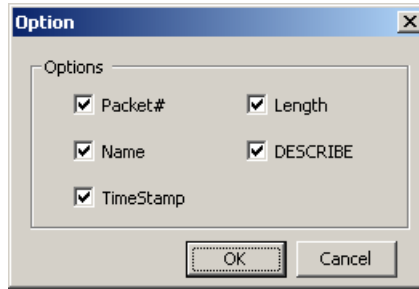 Option
Options
Packet# Length
Name DESCRIBE
TimeStamp
OK Cancel